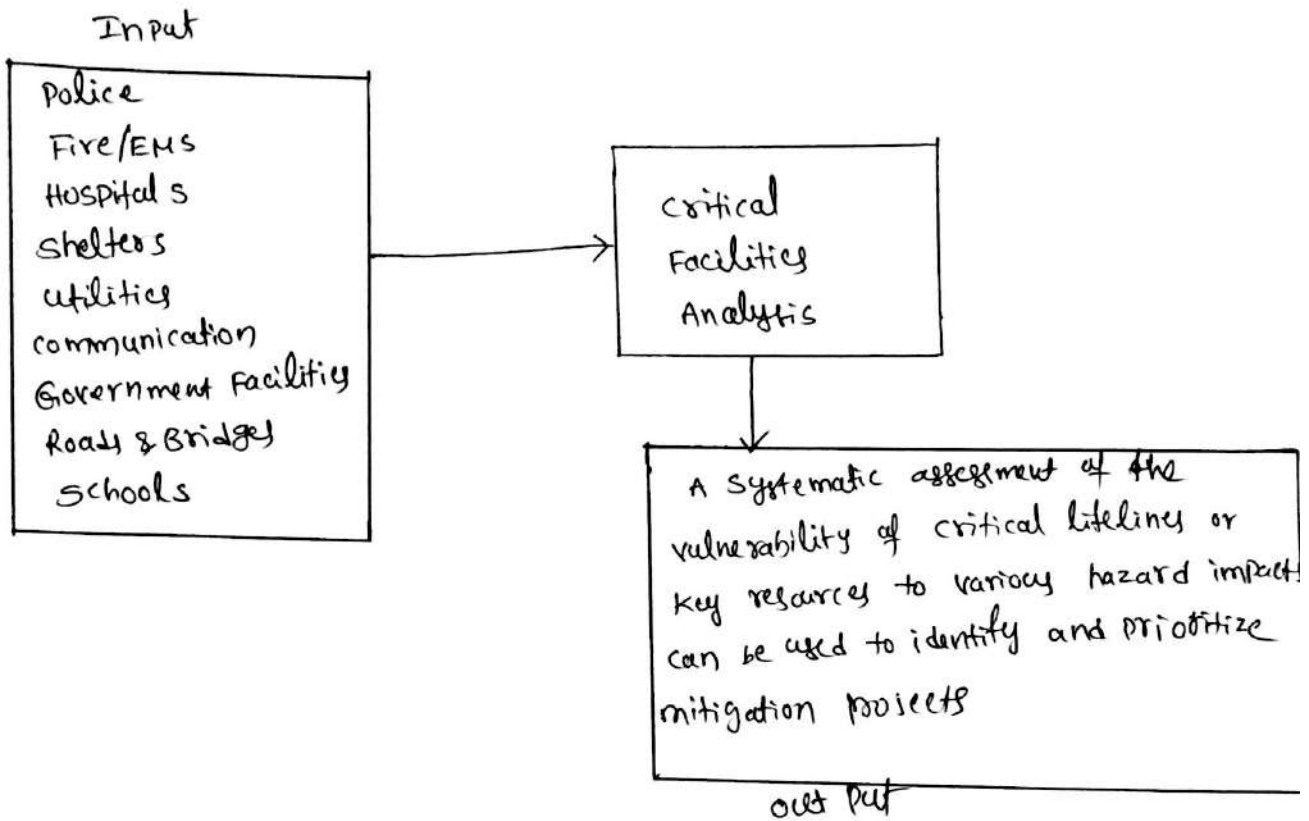 Input
Police
Fire/EMS
Hospitals
Shelters
utilities
communication
Government Facilities
Roads & Bridges
Schools
critical
Facilities
Analysis
A systematic assessment of the
vulnerability of critical lifelines or
key resources to various hazard impacts
can be used to identify and prioritize
mitigation projects
out put